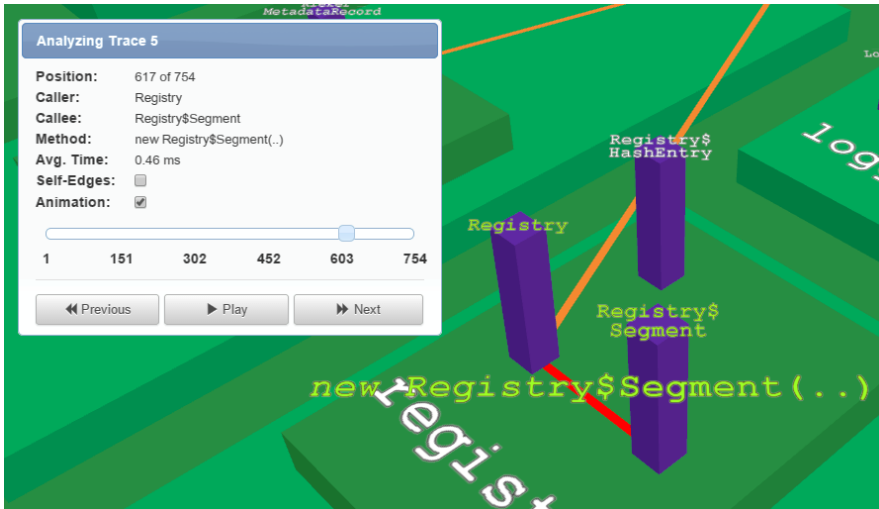 MetadataRecord
Analyzing Trace 5
Position: 617 of 754
Caller: Registry
Callee: Registry$Segment
Method: new Registry$Segment(..)
Avg. Time: 0.46 ms
Self-Edges:
Animation:
1 151 302 452 603 754
Previous Play Next
Lo
log
Registry$
HashEntry
Registry
Registry$
Segment
new Registry$Segment(..)
regist